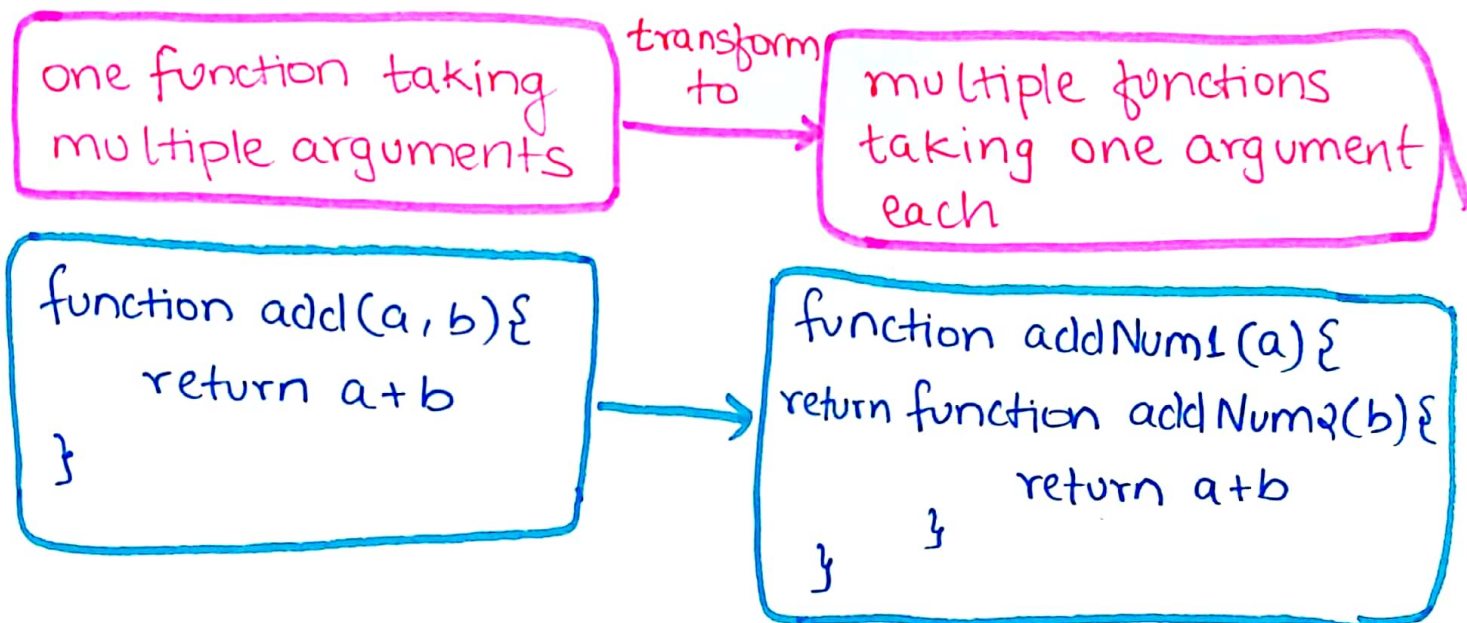 one function taking
multiple arguments
transform
to
multiple functions
taking one argument
each
function add(a, b){
return a+b
}
function addNum1(a){
return function addNum2(b){
return a+b
}
}